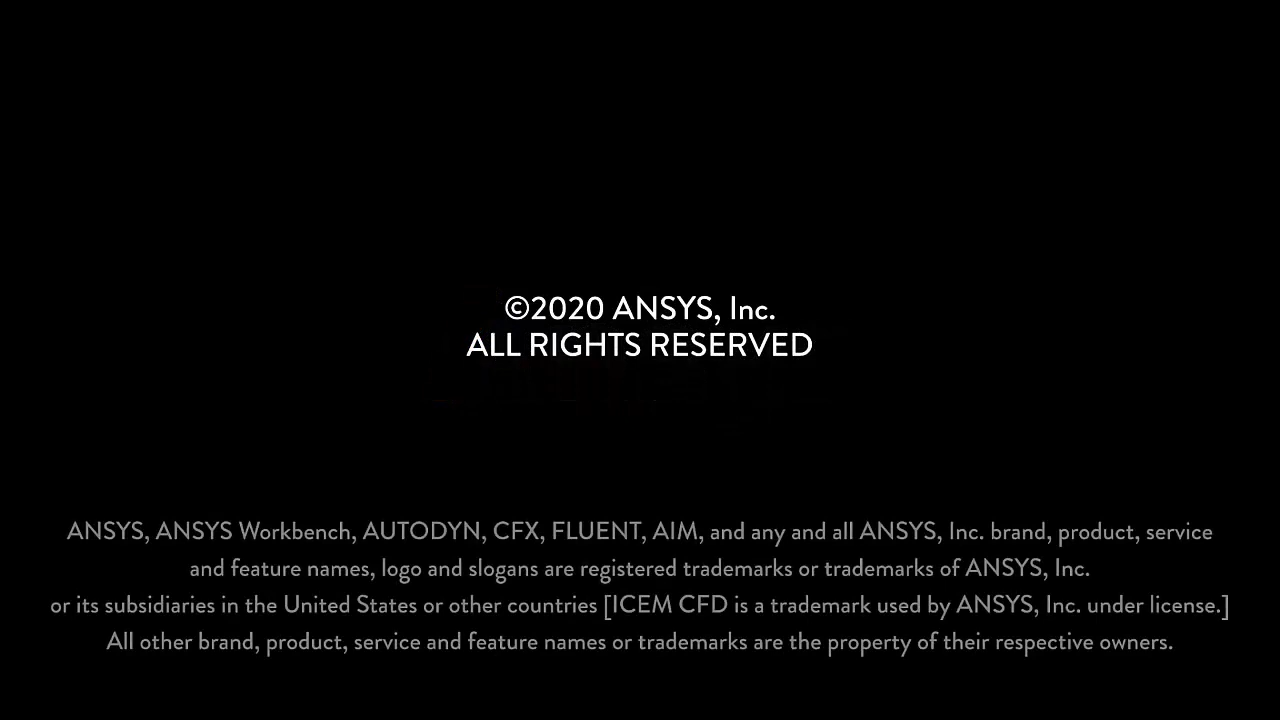 ©2020 ANSYS, Inc.
ALL RIGHTS RESERVED
ANSYS, ANSYS Workbench, AUTODYN, CFX, FLUENT, AIM, and any and all ANSYS, Inc. brand, product, service
and feature names, logo and slogans are registered trademarks or trademarks of ANSYS, Inc.
or its subsidiaries in the United States or other countries [ICEM CFD is a trademark used by ANSYS, Inc. under license.]
All other brand, product, service and feature names or trademarks are the property of their respective owners.